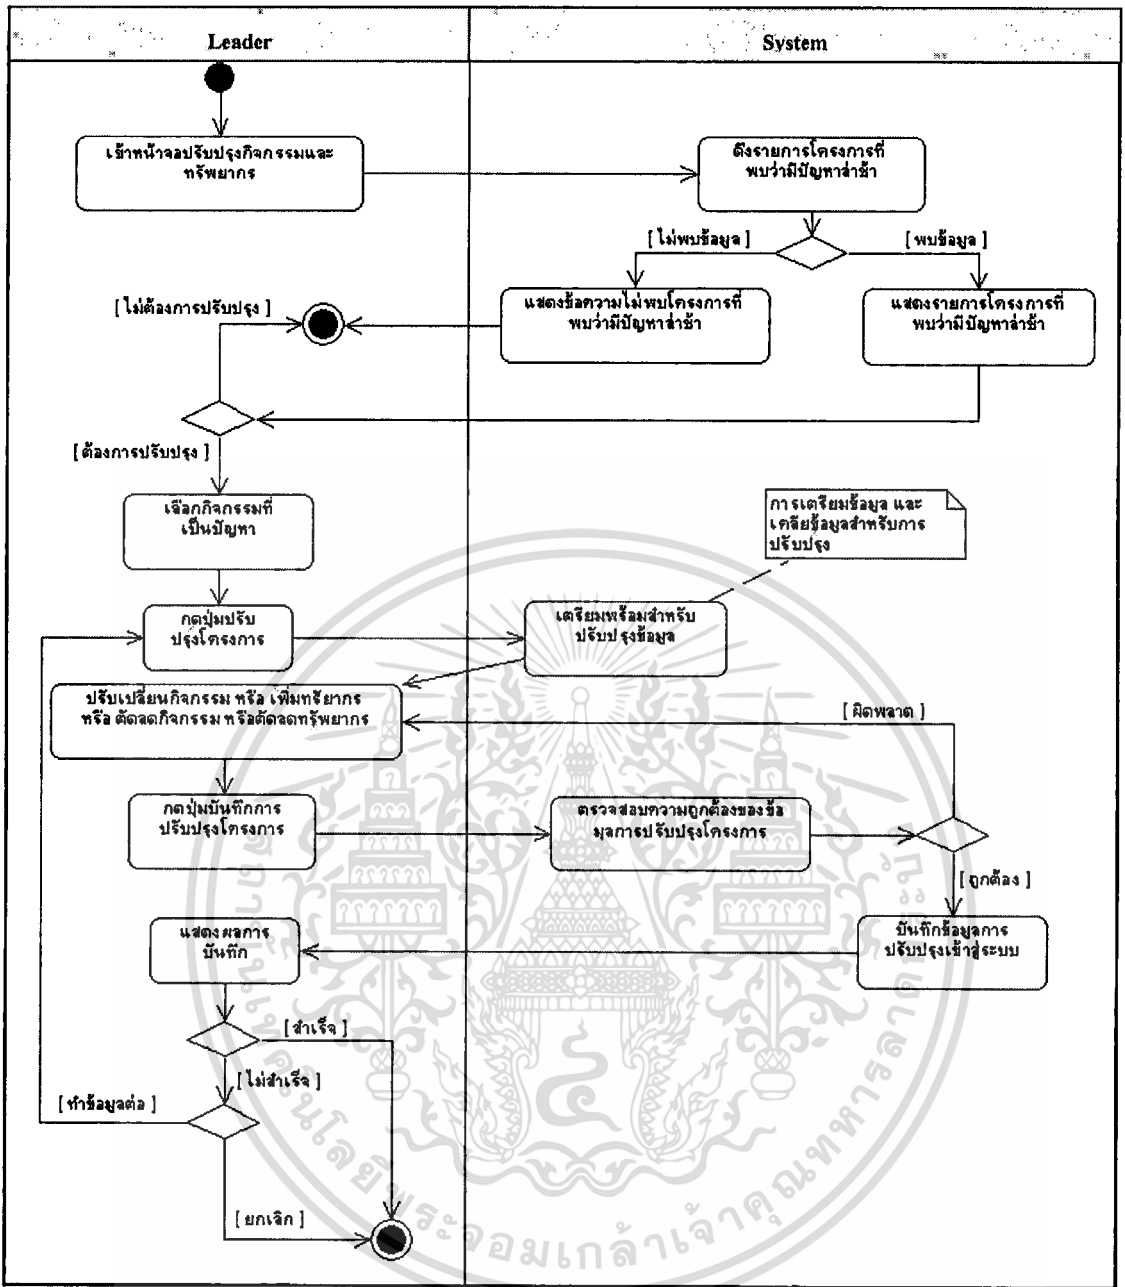 Leader
System
เข้าหน้าจอปรับปรุงกิจกรรมและ
ทรัพยากร
ดึงรายการโครงการที่
พบว่ามีปัญหาล่าช้า
[ ไม่พบข้อมูล ]
[ พบข้อมูล ]
แสดงข้อความไม่พบโครงการที่
พบว่ามีปัญหาล่าช้า
แสดงรายการโครงการที่
พบว่ามีปัญหาล่าช้า
[ ไม่ต้องการปรับปรุง ]
[ ต้องการปรับปรุง ]
เลือกกิจกรรมที่
เป็นปัญหา
การเตรียมข้อมูล และ
เคลียข้อมูลสำหรับการ
ปรับปรุง
กดปุ่มปรับ
ปรุงโครงการ
เตรียมพร้อมสำหรับ
ปรับปรุงข้อมูล
ปรับเปลี่ยนกิจกรรม หรือ เพิ่มทรัยากร
หรือ ตัดลดกิจกรรม หรือตัดลดทรัพยากร
[ ผิดพลาด ]
กดปุ่มบันทึกการ
ปรับปรุงโครงการ
ตรวจสอบความถูกต้องของข้อ
มูลการปรับปรุงโครงการ
[ ถูกต้อง ]
แสดงผลการ
บันทึก
บันทึกข้อมูลการ
ปรับปรุงเข้าสู่ระบบ
[ สำเร็จ ]
[ ไม่สำเร็จ ]
[ ทำข้อมูลต่อ ]
[ ยกเลิก ]